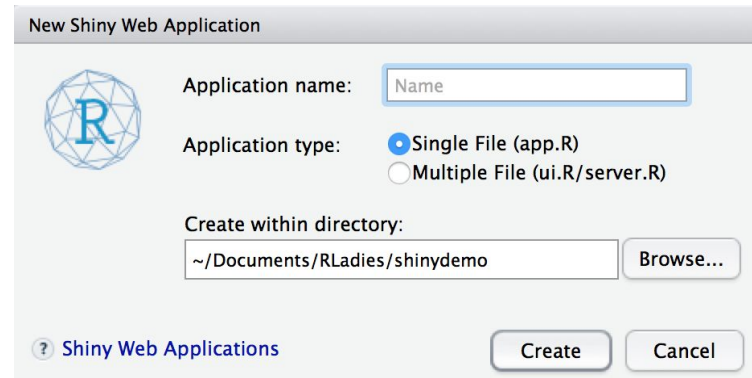 New Shiny Web Application
R
Application name: Name
Application type: Single File (app.R)
Multiple File (ui.R/server.R)
Create within directory:
~/Documents/RLadies/shinydemo Browse...
? Shiny Web Applications Create Cancel